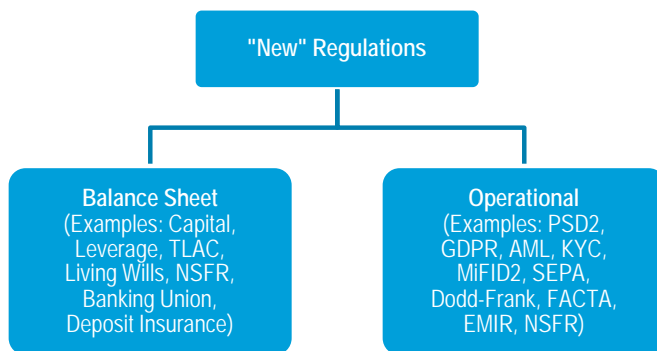 "New" Regulations
Balance Sheet
(Examples: Capital,
Leverage, TLAC,
Living Wills, NSFR,
Banking Union,
Deposit Insurance)
Operational
(Examples: PSD2,
GDPR, AML, KYC,
MiFID2, SEPA,
Dodd-Frank, FACTA,
EMIR, NSFR)